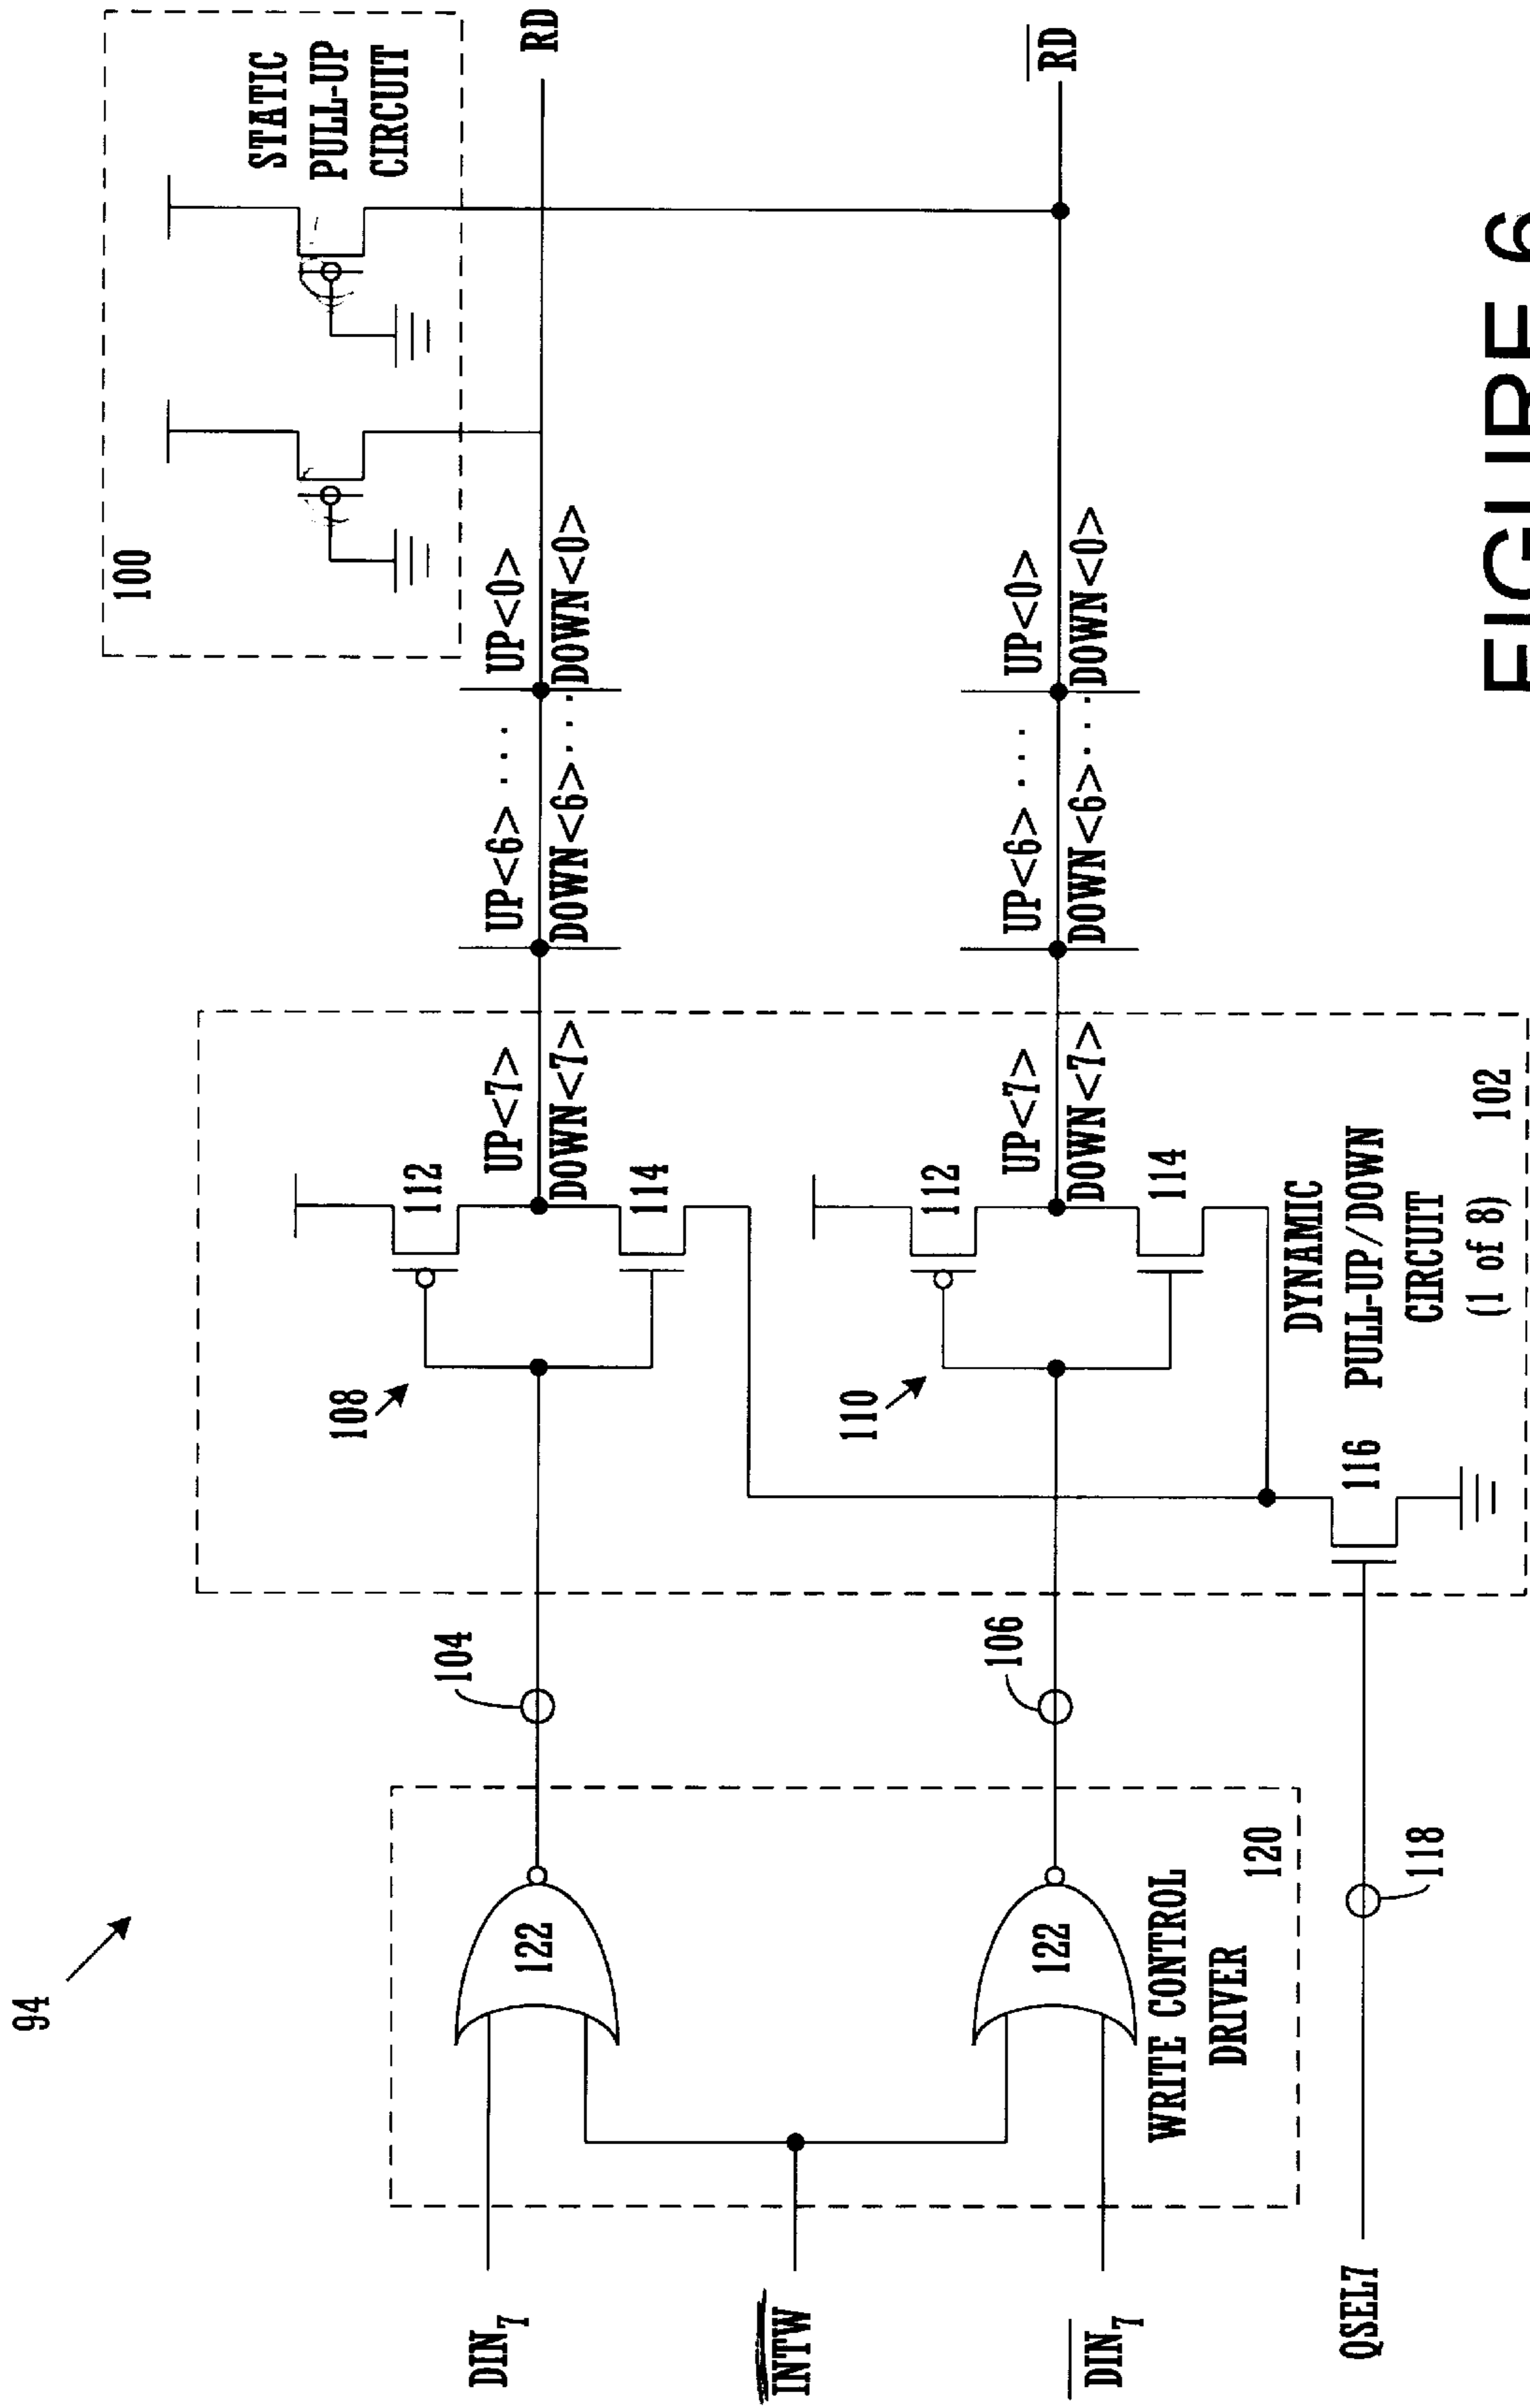 94
DIN7
INTW
DIN7
QSEL7
122
122
WRITE CONTROL
DRIVER
120
104
106
118
108
110
112
114
112
114
116
UP<7>
DOWN<7>
UP<7>
DOWN<7>
DYNAMIC
PULL-UP/DOWN
CIRCUIT
(1 of 8) 102
UP<6> ... UP<0>
DOWN<6> ... DOWN<0>
UP<6> ... UP<0>
DOWN<6> ... DOWN<0>
100
STATIC
PULL-UP
CIRCUIT
RD
RD
FIGURE 6